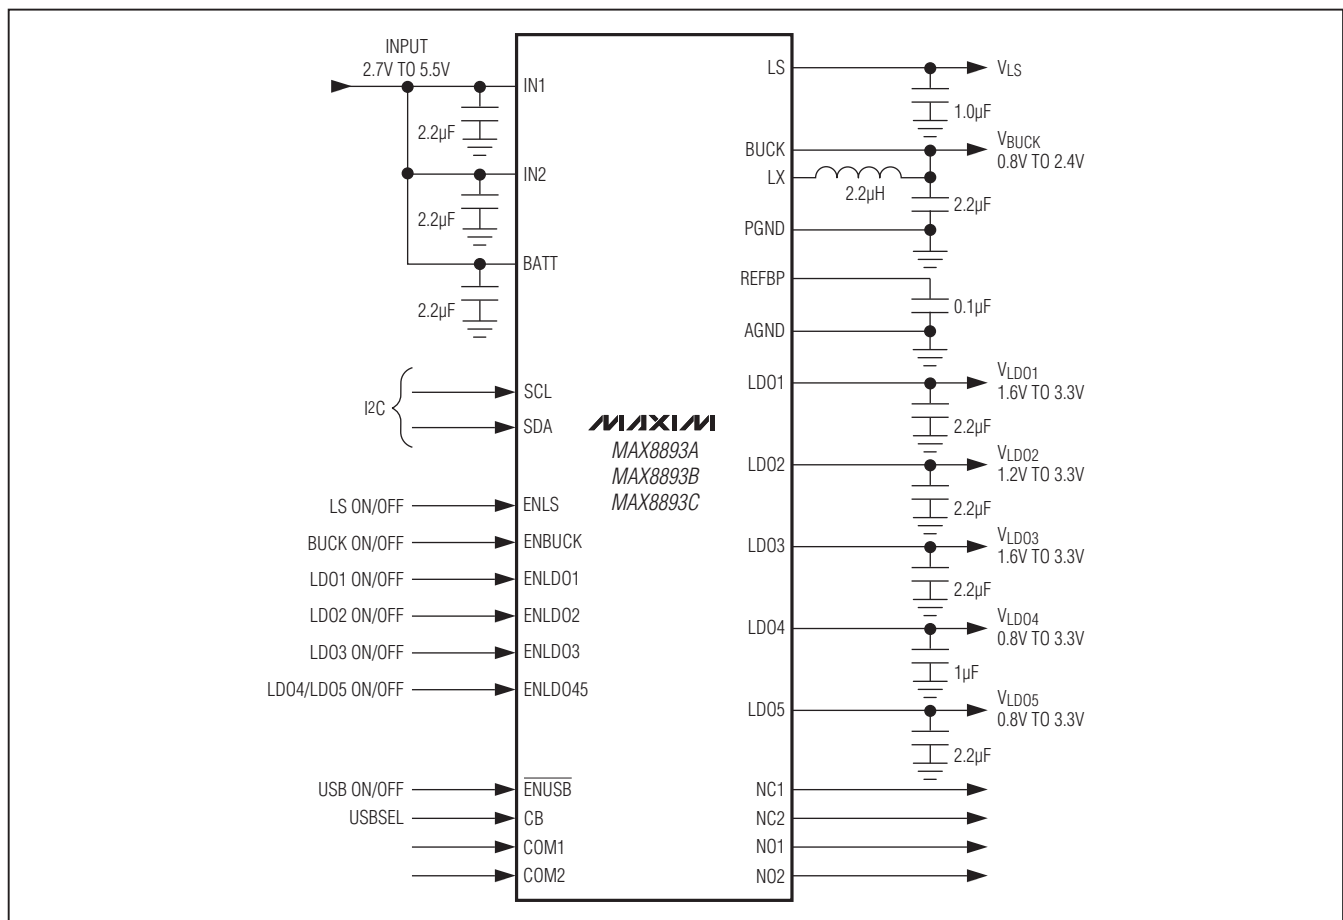 INPUT
2.7V TO 5.5V
2.2µF
2.2µF
2.2µF
I2C
LS ON/OFF
BUCK ON/OFF
LDO1 ON/OFF
LDO2 ON/OFF
LDO3 ON/OFF
LDO4/LDO5 ON/OFF
USB ON/OFF
USBSEL
IN1
IN2
BATT
SCL
SDA
ENLS
ENBUCK
ENLDO1
ENLDO2
ENLDO3
ENLDO45
ENUSB
CB
COM1
COM2
MAXIM
MAX8893A
MAX8893B
MAX8893C
LS
BUCK
LX
PGND
REFBP
AGND
LDO1
LDO2
LDO3
LDO4
LDO5
NC1
NC2
NO1
NO2
VLS
1.0µF
VBUCK
0.8V TO 2.4V
2.2µH
2.2µF
0.1µF
VLDO1
1.6V TO 3.3V
2.2µF
VLDO2
1.2V TO 3.3V
2.2µF
VLDO3
1.6V TO 3.3V
2.2µF
VLDO4
0.8V TO 3.3V
1µF
VLDO5
0.8V TO 3.3V
2.2µF